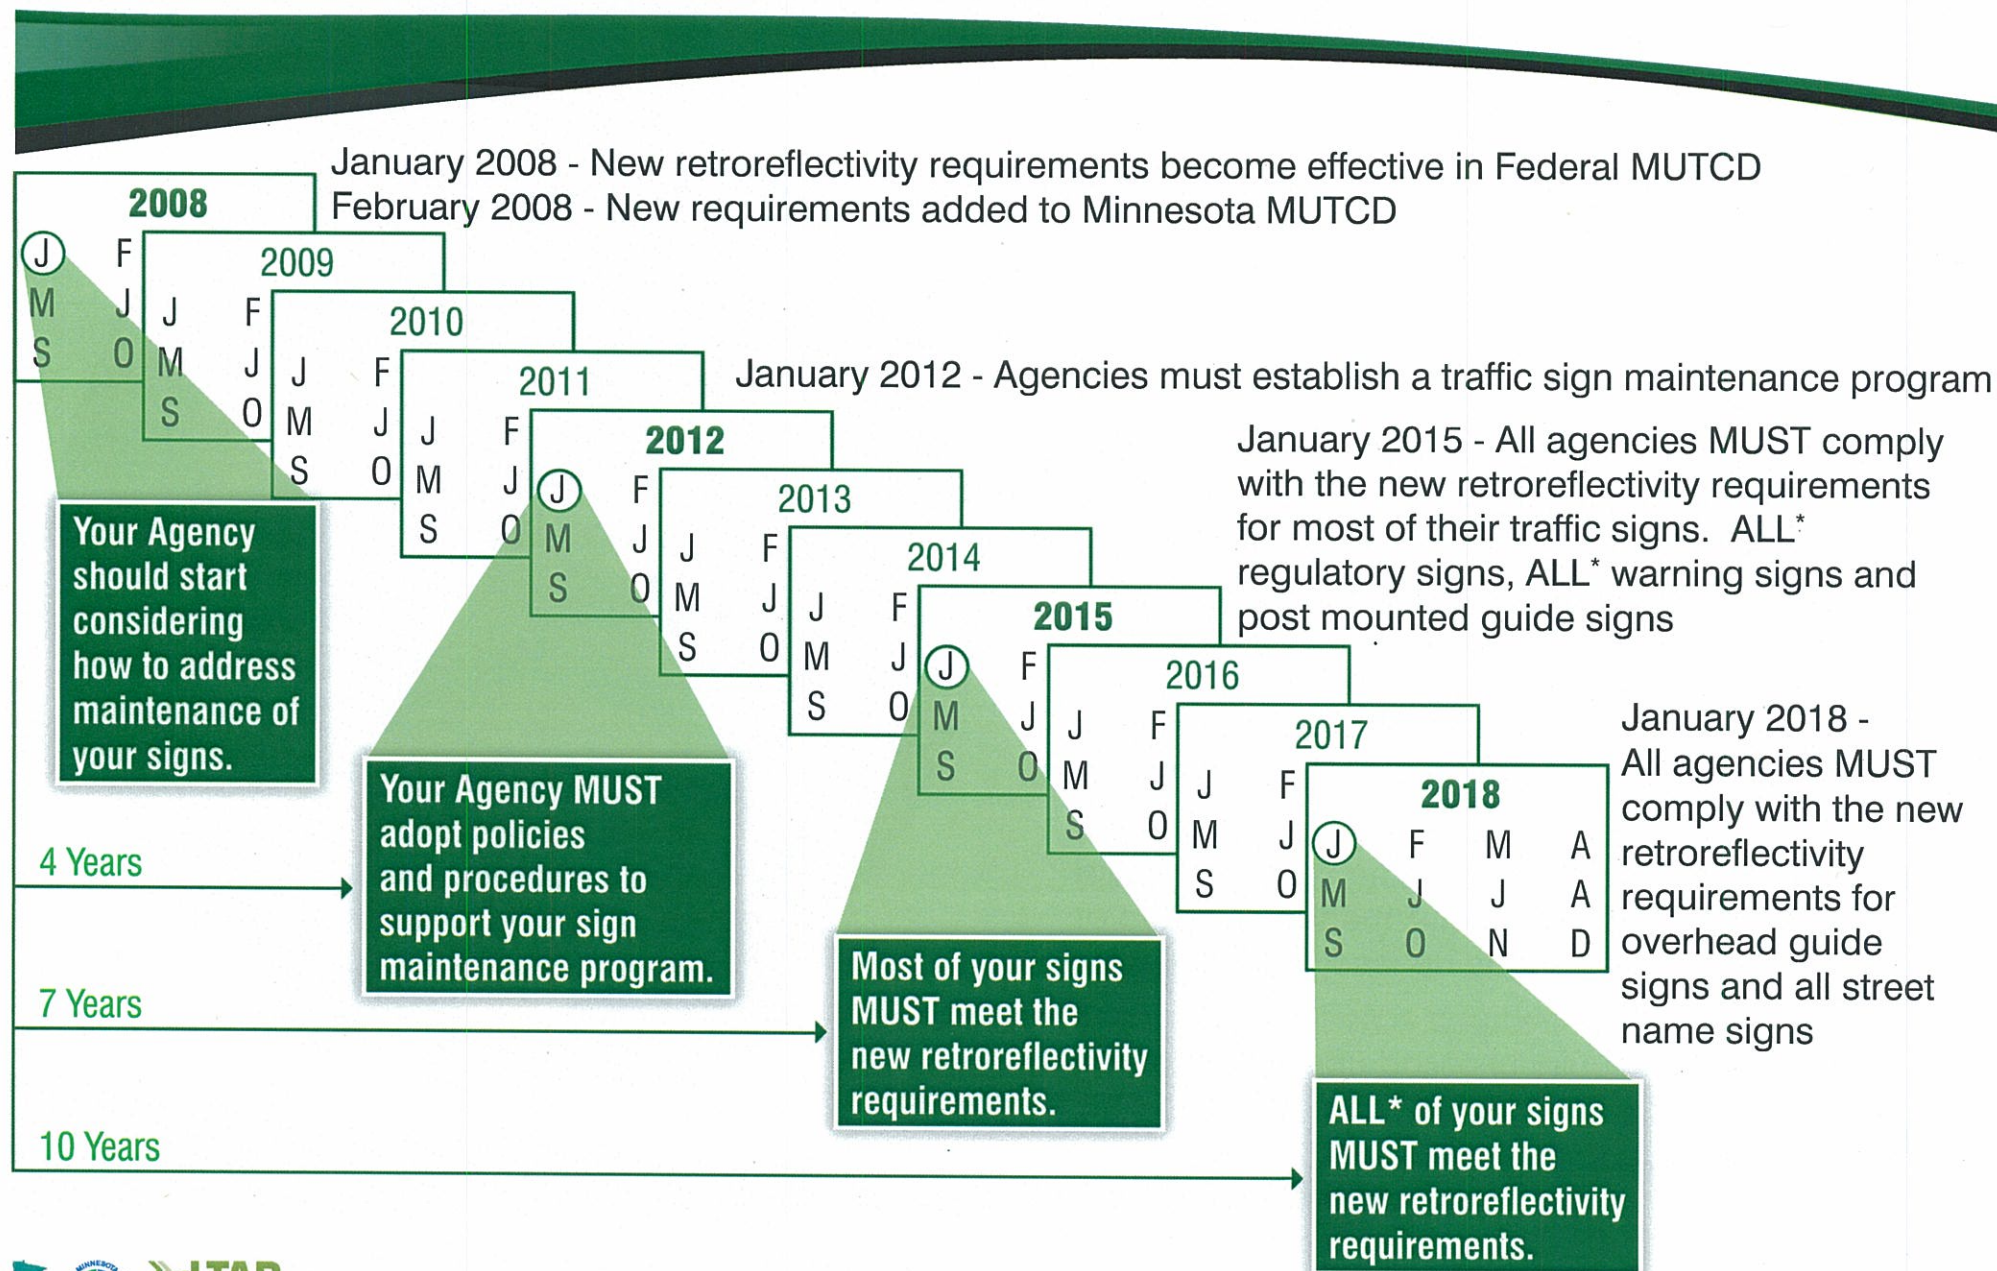 January 2008 - New retroreflectivity requirements become effective in Federal MUTCD
February 2008 - New requirements added to Minnesota MUTCD
2008
J F
M J
S O
2009
J F
M J
S O
2010
J F
M J
S O
2011
J F
M J
S O
January 2012 - Agencies must establish a traffic sign maintenance program
2012
J F
M J
S O
2013
J F
M J
S O
2014
J F
M J
S O
January 2015 - All agencies MUST comply
with the new retroreflectivity requirements
for most of their traffic signs. ALL*
regulatory signs, ALL* warning signs and
post mounted guide signs
2015
J F
M J
S O
2016
J F
M J
S O
2017
J F
M J
S O
January 2018 -
All agencies MUST
comply with the new
retroreflectivity
requirements for
overhead guide
signs and all street
name signs
2018
J F M A
M J J A
S O N D
Your Agency
should start
considering
how to address
maintenance of
your signs.
4 Years
Your Agency MUST
adopt policies
and procedures to
support your sign
maintenance program.
7 Years
Most of your signs
MUST meet the
new retroreflectivity
requirements.
10 Years
ALL* of your signs
MUST meet the
new retroreflectivity
requirements.
MINNESOTA
LTAP